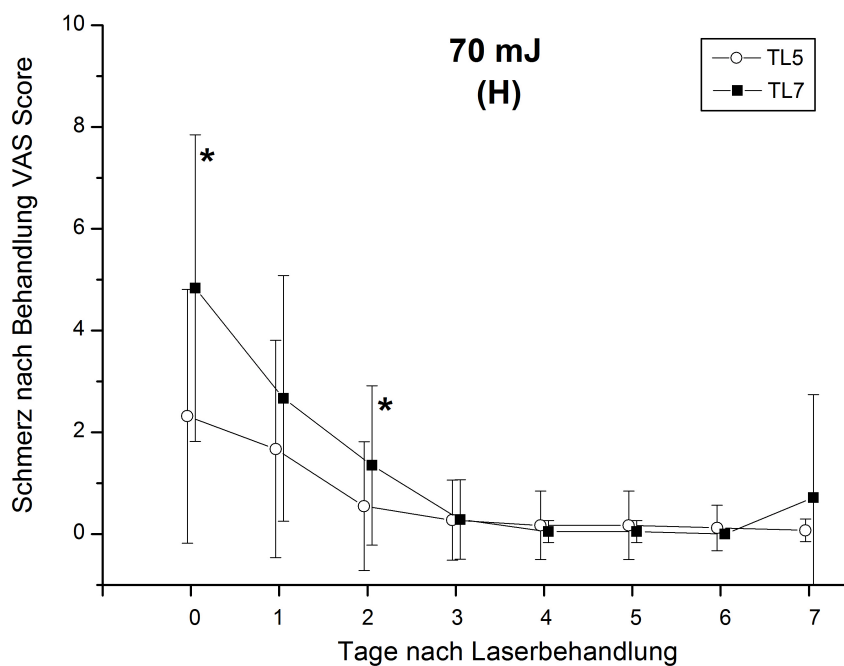 70 mJ
(H)
TL5
TL7
*
*
Schmerz nach Behandlung VAS Score
10
8
6
4
2
0
0 1 2 3 4 5 6 7
Tage nach Laserbehandlung